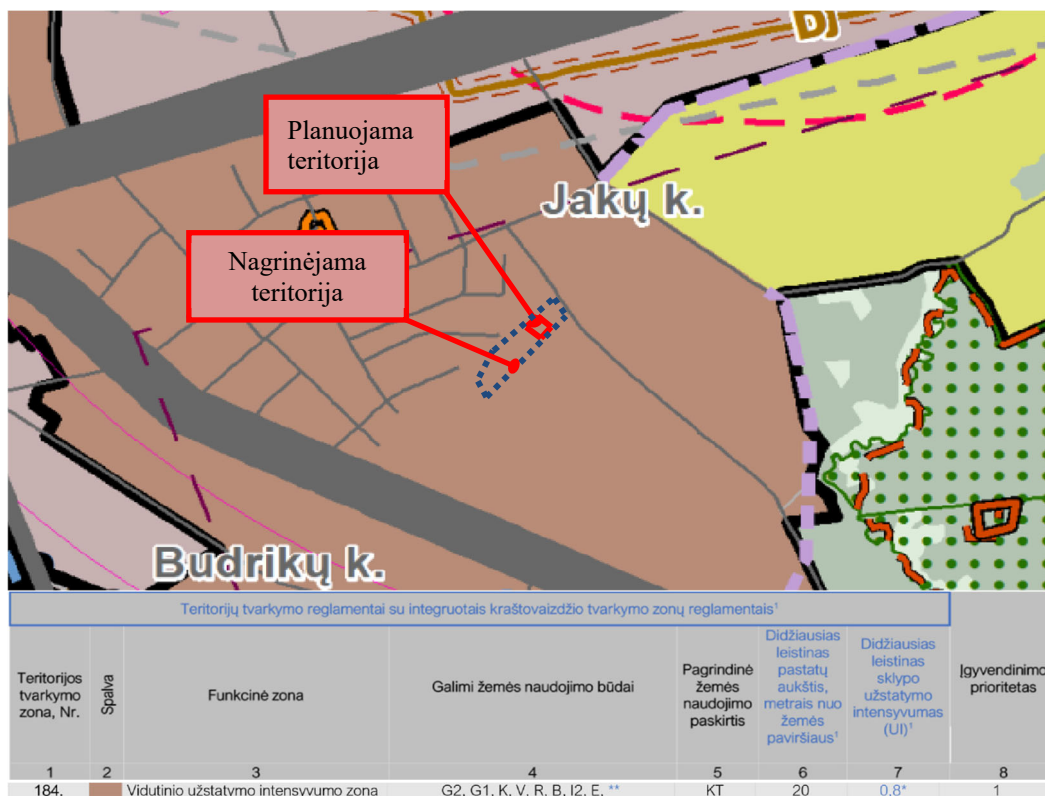 DJ
Planuojama
teritorija
Jakų k.
Nagrinėjama
teritorija
Budrikų k.
Teritorijų tvarkymo reglamentai su integruotais kraštovaizdžio tvarkymo zonų reglamentais¹
Teritorijos
tvarkymo
zona, Nr.
Spalva
Funkcinė zona
Galimi žemės naudojimo būdai
Pagrindinė
žemės
naudojimo
paskirtis
Didžiausias
leistinas
pastatų
aukštis,
metrais nuo
žemės
paviršiaus¹
Didžiausias
leistinas
sklypo
užstatymo
intensyvumas
(UI)¹
Įgyvendinimo
prioritetas
1 2 3 4 5 6 7 8
184, Vidutinio užstatymo intensyvumo zona G2, G1, K, V, R, B, I2, E, ** KT 20 0,8* 1